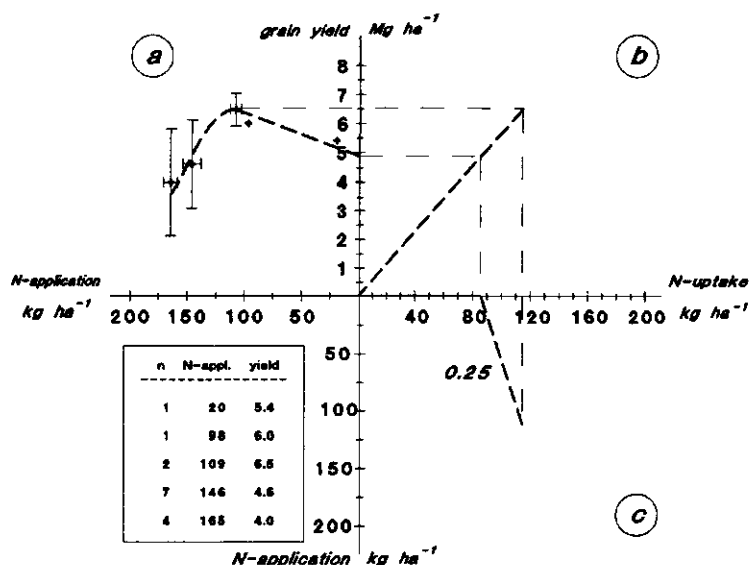 grain yield Mg ha⁻¹
a
b
8
7
6
5
4
3
2
1
N-application
kg ha⁻¹
N-uptake
kg ha⁻¹
200 150 100 50
40 80 120 160 200
50
100
150
200
0.25
n N-appl. yield
1 20 5.4
1 98 6.0
2 109 6.5
7 146 4.6
4 165 4.0
c
N-application kg ha⁻¹